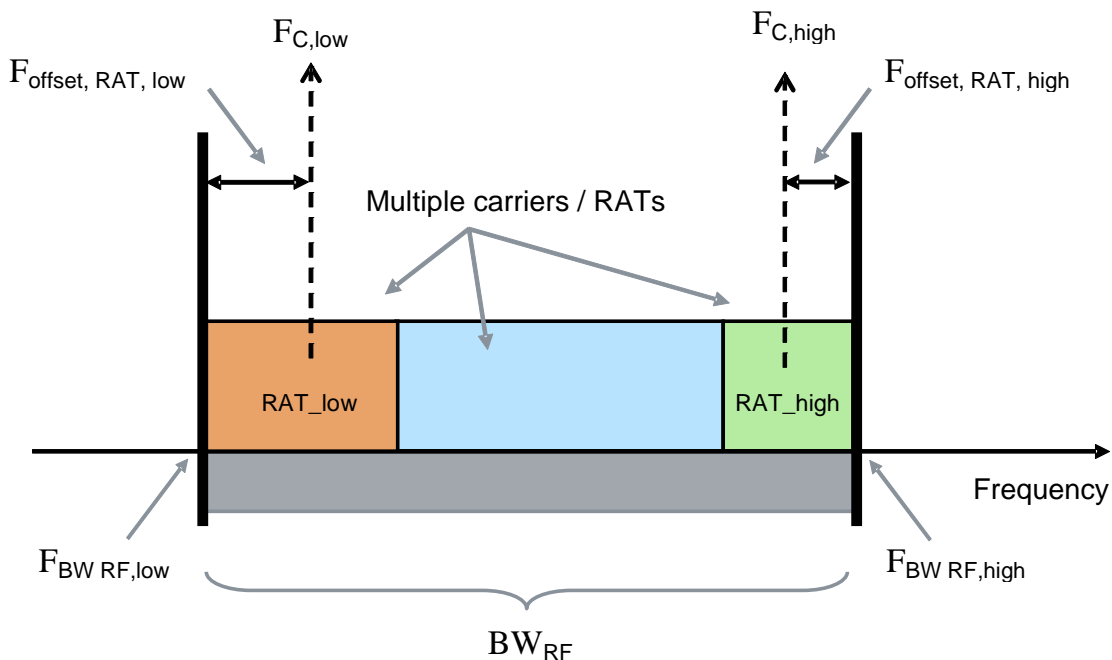 F_C,low
F_C,high
F_offset, RAT, low
F_offset, RAT, high
Multiple carriers / RATs
RAT_low
RAT_high
Frequency
F_BW RF,low
F_BW RF,high
BW_RF